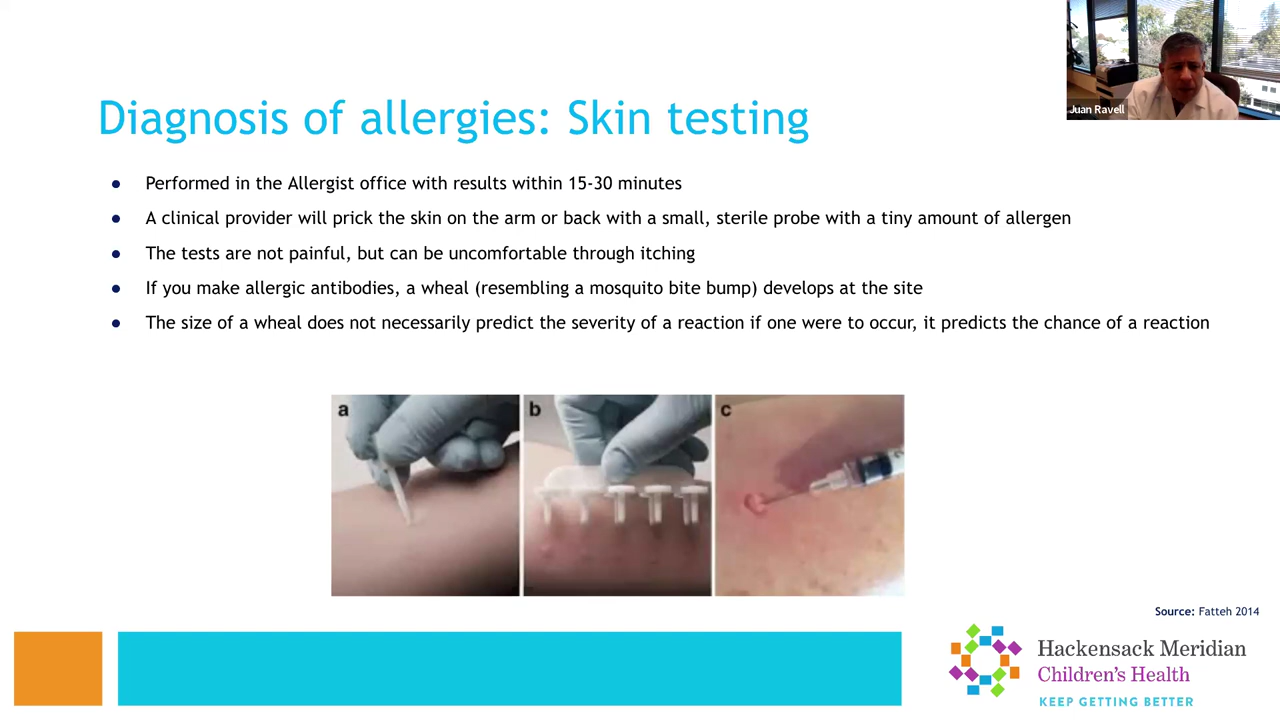 Juan Ravell
Diagnosis of allergies: Skin testing
● Performed in the Allergist office with results within 15-30 minutes
● A clinical provider will prick the skin on the arm or back with a small, sterile probe with a tiny amount of allergen
● The tests are not painful, but can be uncomfortable through itching
● If you make allergic antibodies, a wheal (resembling a mosquito bite bump) develops at the site
● The size of a wheal does not necessarily predict the severity of a reaction if one were to occur, it predicts the chance of a reaction
a
b
c
Source: Fatteh 2014
Hackensack Meridian
Children's Health
KEEP GETTING BETTER